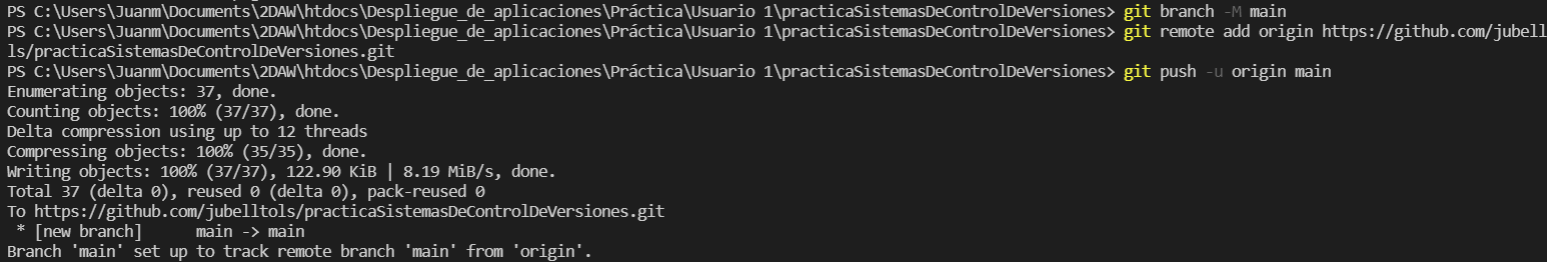 PS C:\Users\Juanm\Documents\2DAW\htdocs\Despliegue_de_aplicaciones\Práctica\Usuario 1\practicaSistemasDeControlDeVersiones> git branch -M main
PS C:\Users\Juanm\Documents\2DAW\htdocs\Despliegue_de_aplicaciones\Práctica\Usuario 1\practicaSistemasDeControlDeVersiones> git remote add origin https://github.com/jubell
ls/practicaSistemasDeControlDeVersiones.git
PS C:\Users\Juanm\Documents\2DAW\htdocs\Despliegue_de_aplicaciones\Práctica\Usuario 1\practicaSistemasDeControlDeVersiones> git push -u origin main
Enumerating objects: 37, done.
Counting objects: 100% (37/37), done.
Delta compression using up to 12 threads
Compressing objects: 100% (35/35), done.
Writing objects: 100% (37/37), 122.90 KiB | 8.19 MiB/s, done.
Total 37 (delta 0), reused 0 (delta 0), pack-reused 0
To https://github.com/jubelltols/practicaSistemasDeControlDeVersiones.git
 * [new branch]      main -> main
Branch 'main' set up to track remote branch 'main' from 'origin'.